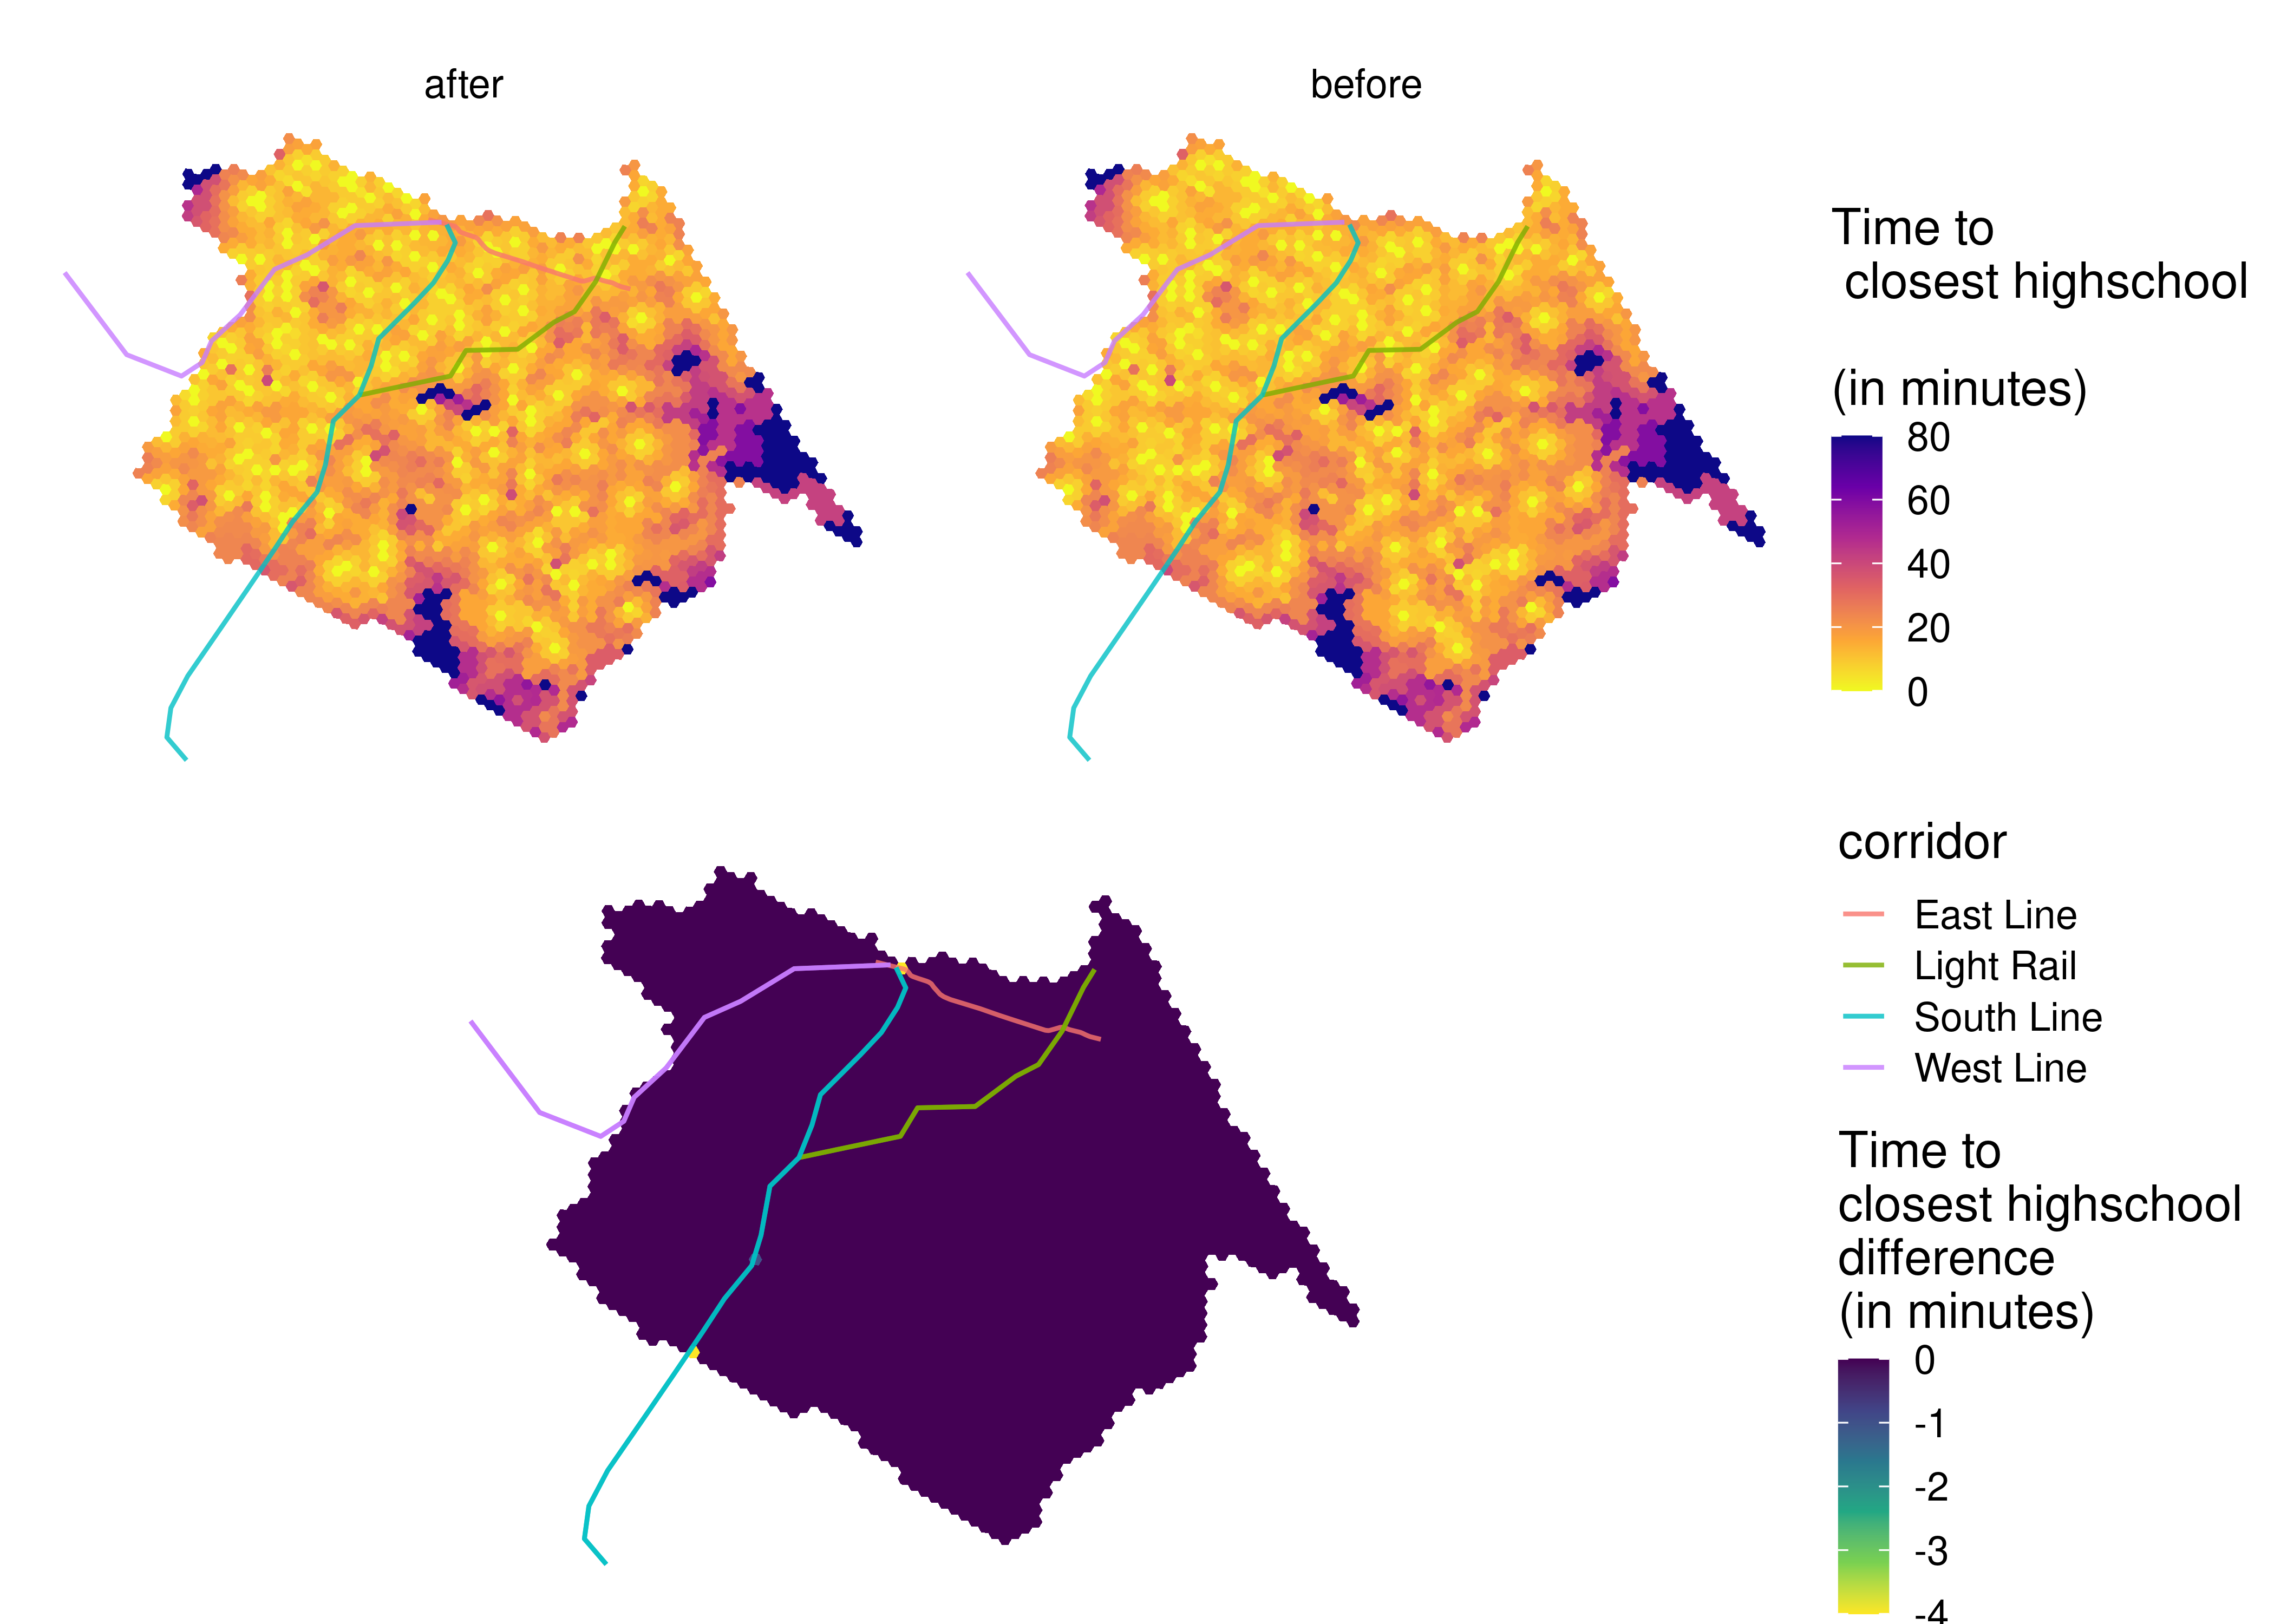 after
before
Time to
closest highschool
(in minutes)
80
60
40
20
0
corridor
East Line
Light Rail
South Line
West Line
Time to
closest highschool
difference
(in minutes)
0
-1
-2
-3
-4